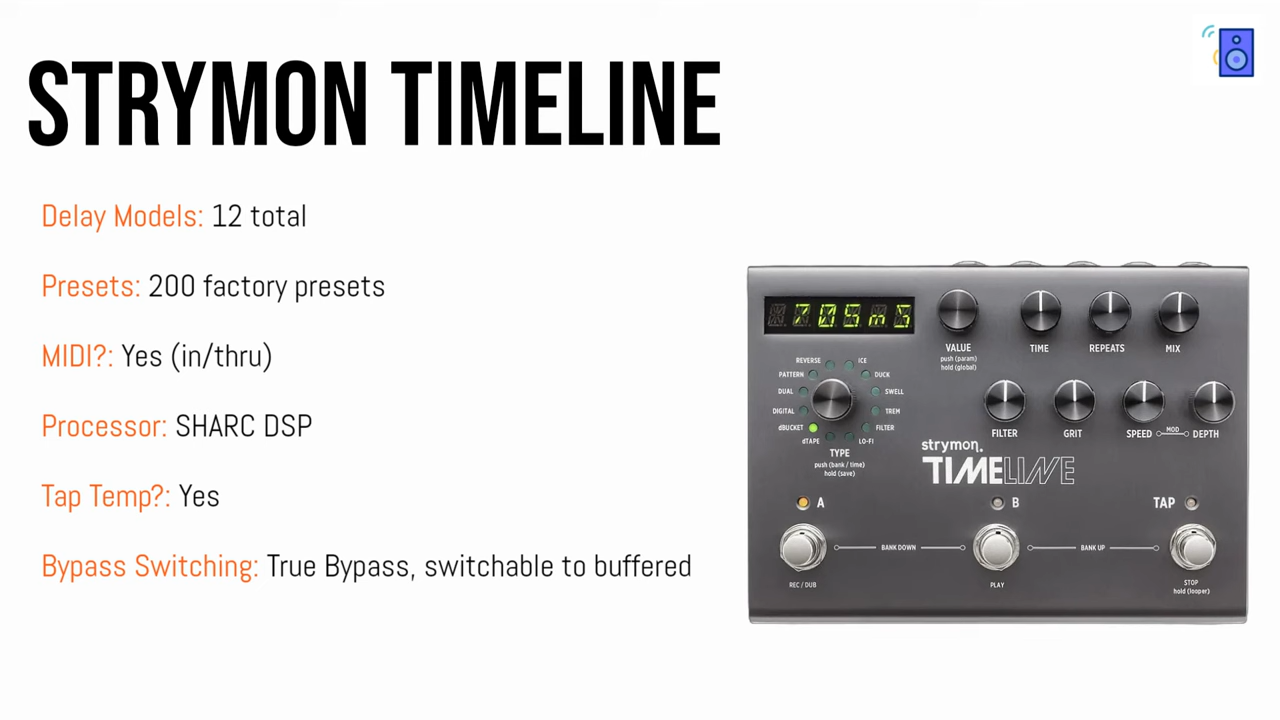 STRYMON TIMELINE
Delay Models: 12 total
Presets: 200 factory presets
MIDI?: Yes (in/thru)
Processor: SHARC DSP
Tap Temp?: Yes
Bypass Switching: True Bypass, switchable to buffered
705mS
VALUE
push (param)
hold (global)
TIME
REPEATS
MIX
REVERSE
ICE
PATTERN
DUCK
DUAL
SWELL
DIGITAL
TREM
dBUCKET
FILTER
dTAPE
LO-FI
TYPE
push (bank / time)
hold (save)
FILTER
GRIT
SPEED
MOD
DEPTH
strymon.
TIMELINE
A
B
TAP
BANK DOWN
BANK UP
REC / DUB
PLAY
STOP
hold (looper)